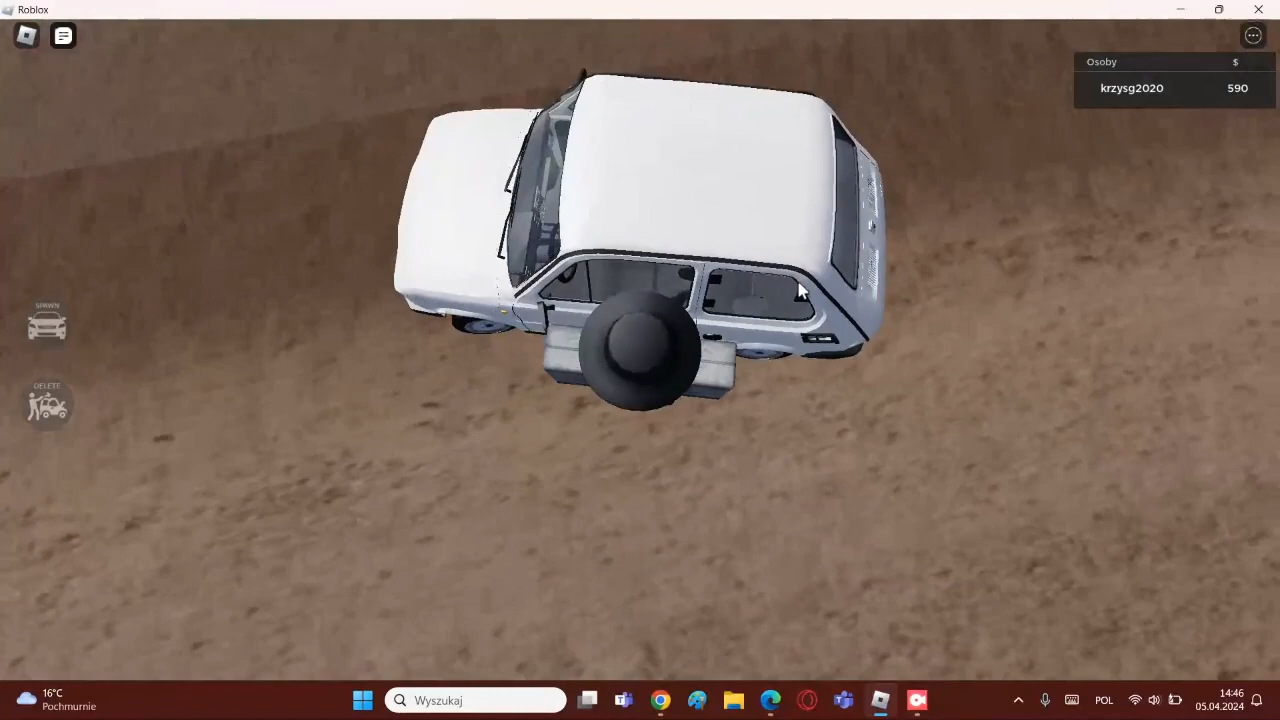 Roblox
Osoby $
krzysg2020 590
SPAWN
DELETE
16°C
Pochmurnie
Wyszukaj
POL
14:46
05.04.2024